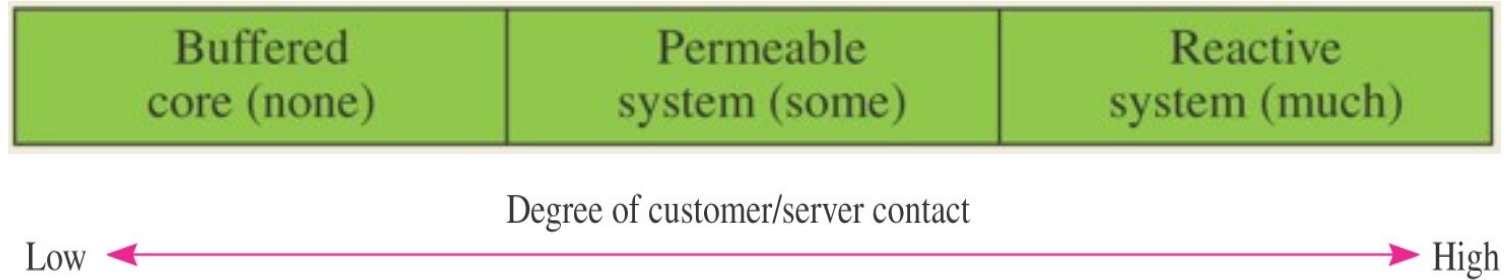 Buffered
core (none)
Permeable
system (some)
Reactive
system (much)
Degree of customer/server contact
Low
High